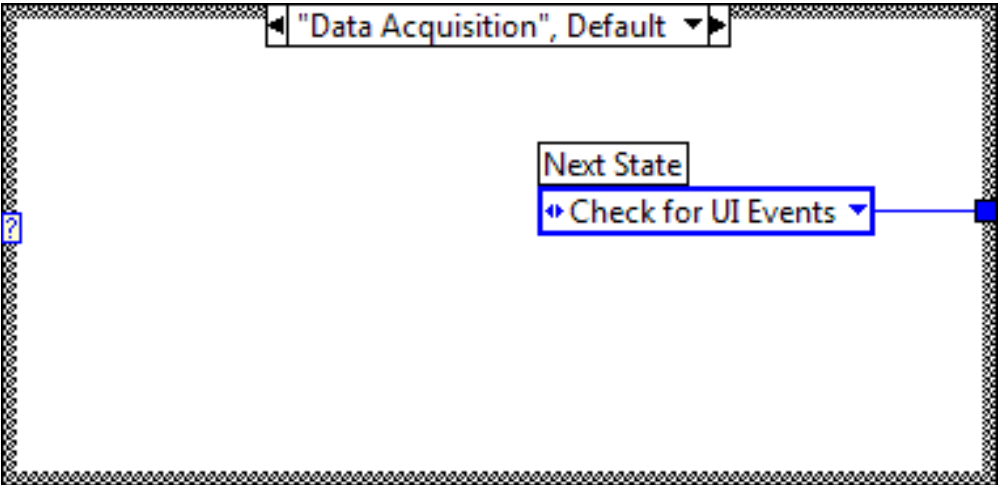 "Data Acquisition", Default
Next State
Check for UI Events
?